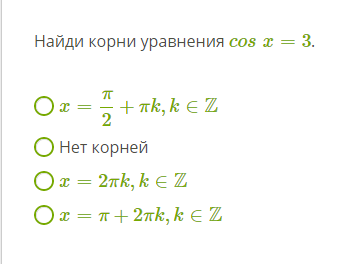 Найди корни уравнения cos x = 3.
x = π/2 + πk, k ∈ ℤ
Нет корней
x = 2πk, k ∈ ℤ
x = π + 2πk, k ∈ ℤ